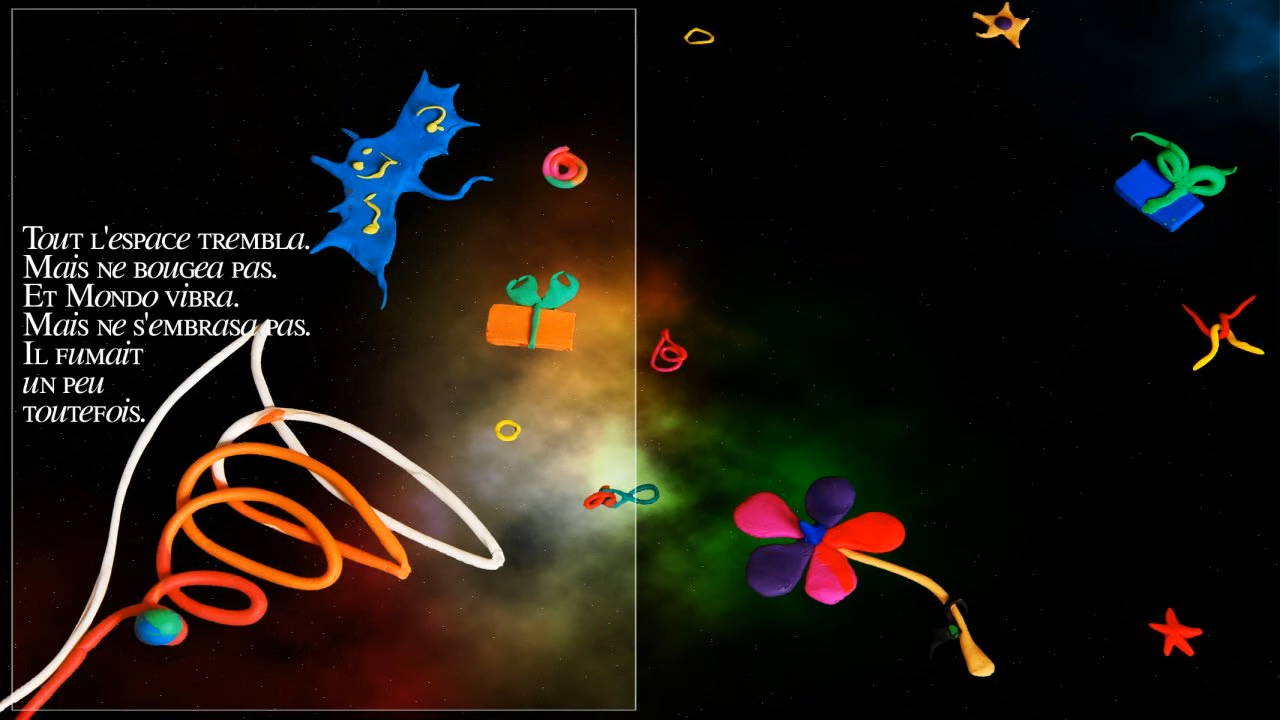 Tout l'espace trembla.
Mais ne bougea pas.
Et Mondo vibra.
Mais ne s'embrasa pas.
Il fumait
un peu
toutefois.